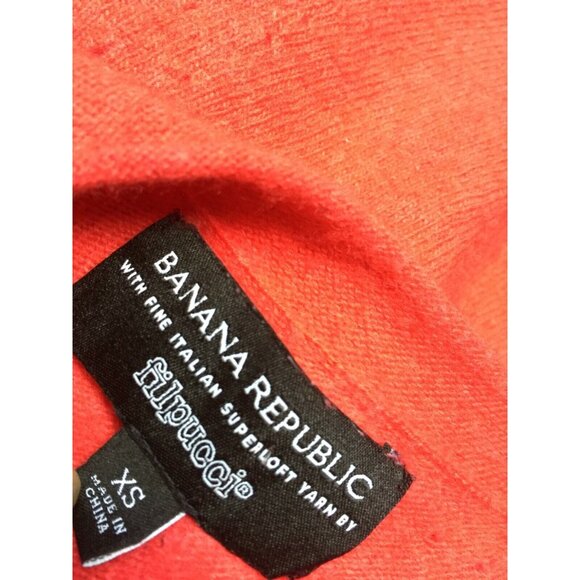 BANANA REPUBLIC
WITH FINE ITALIAN SUPERLOFT YARN BY
filpucci®
XS
MADE IN
CHINA